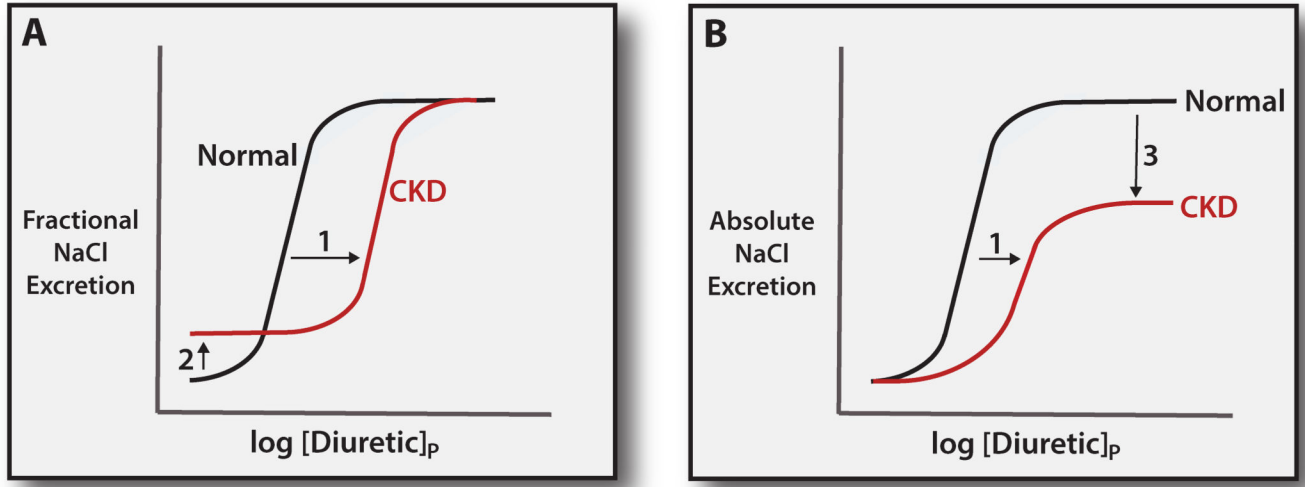 A
Normal
CKD
1
2
Fractional
NaCl
Excretion
log [Diuretic]P
B
Normal
3
CKD
1
Absolute
NaCl
Excretion
log [Diuretic]P